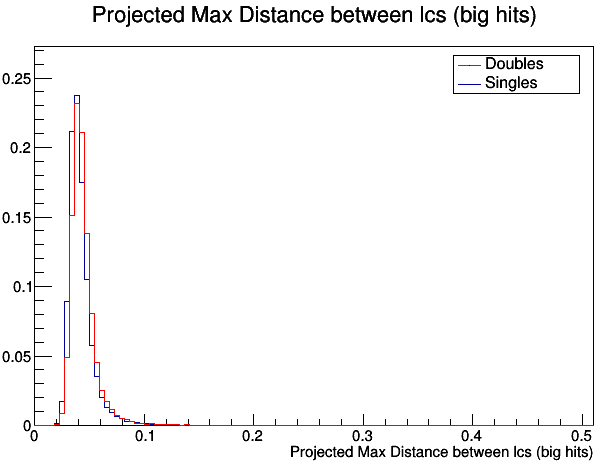 Projected Max Distance between lcs (big hits)
Doubles
Singles
0.25
0.2
0.15
0.1
0.05
0
0 0.1 0.2 0.3 0.4 0.5
Projected Max Distance between lcs (big hits)